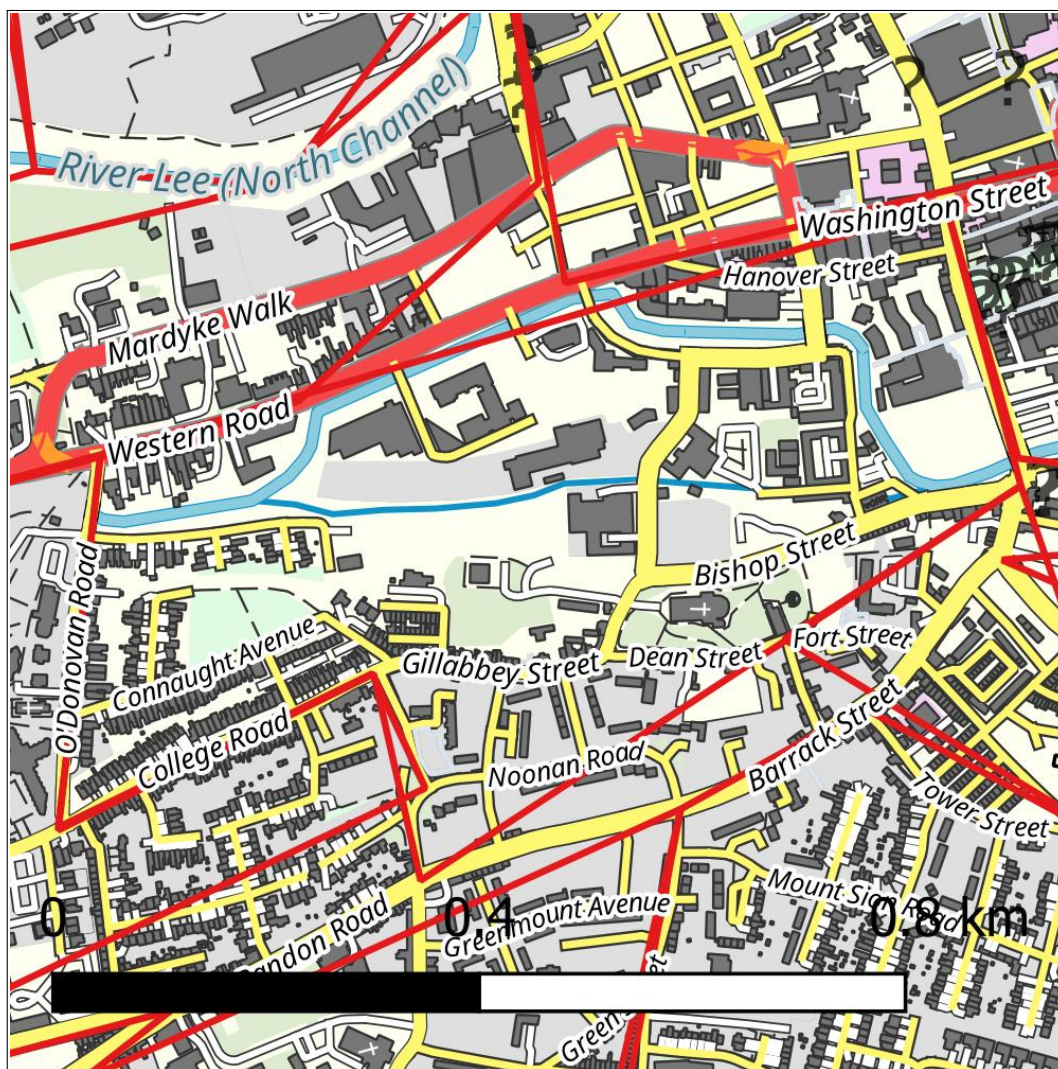 River Lee (North Channel)
Washington Street
Hanover Street
Mardyke Walk
Western Road
O'Donovan Road
Bishop Street
Connaught Avenue
Gillabbey Street
Dean Street
Fort Street
College Road
Noonan Road
Barrack Street
Tower Street
Mount Sion Road
Greenmount Avenue
0
0.4
0.8 km